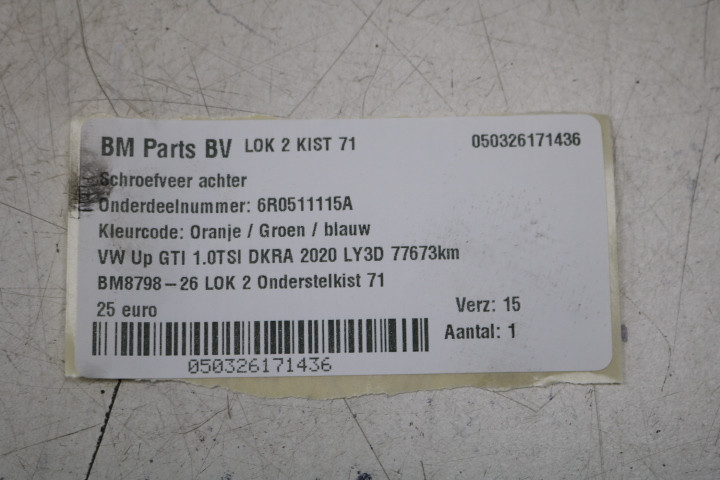 BM Parts BV LOK 2 KIST 71 050326171436
Schroefveer achter
Onderdeelnummer: 6R0511115A
Kleurcode: Oranje / Groen / blauw
VW Up GTI 1.0TSI DKRA 2020 LY3D 77673km
BM8798-26 LOK 2 Onderstelkist 71
25 euro Verz: 15
Aantal: 1
050326171436